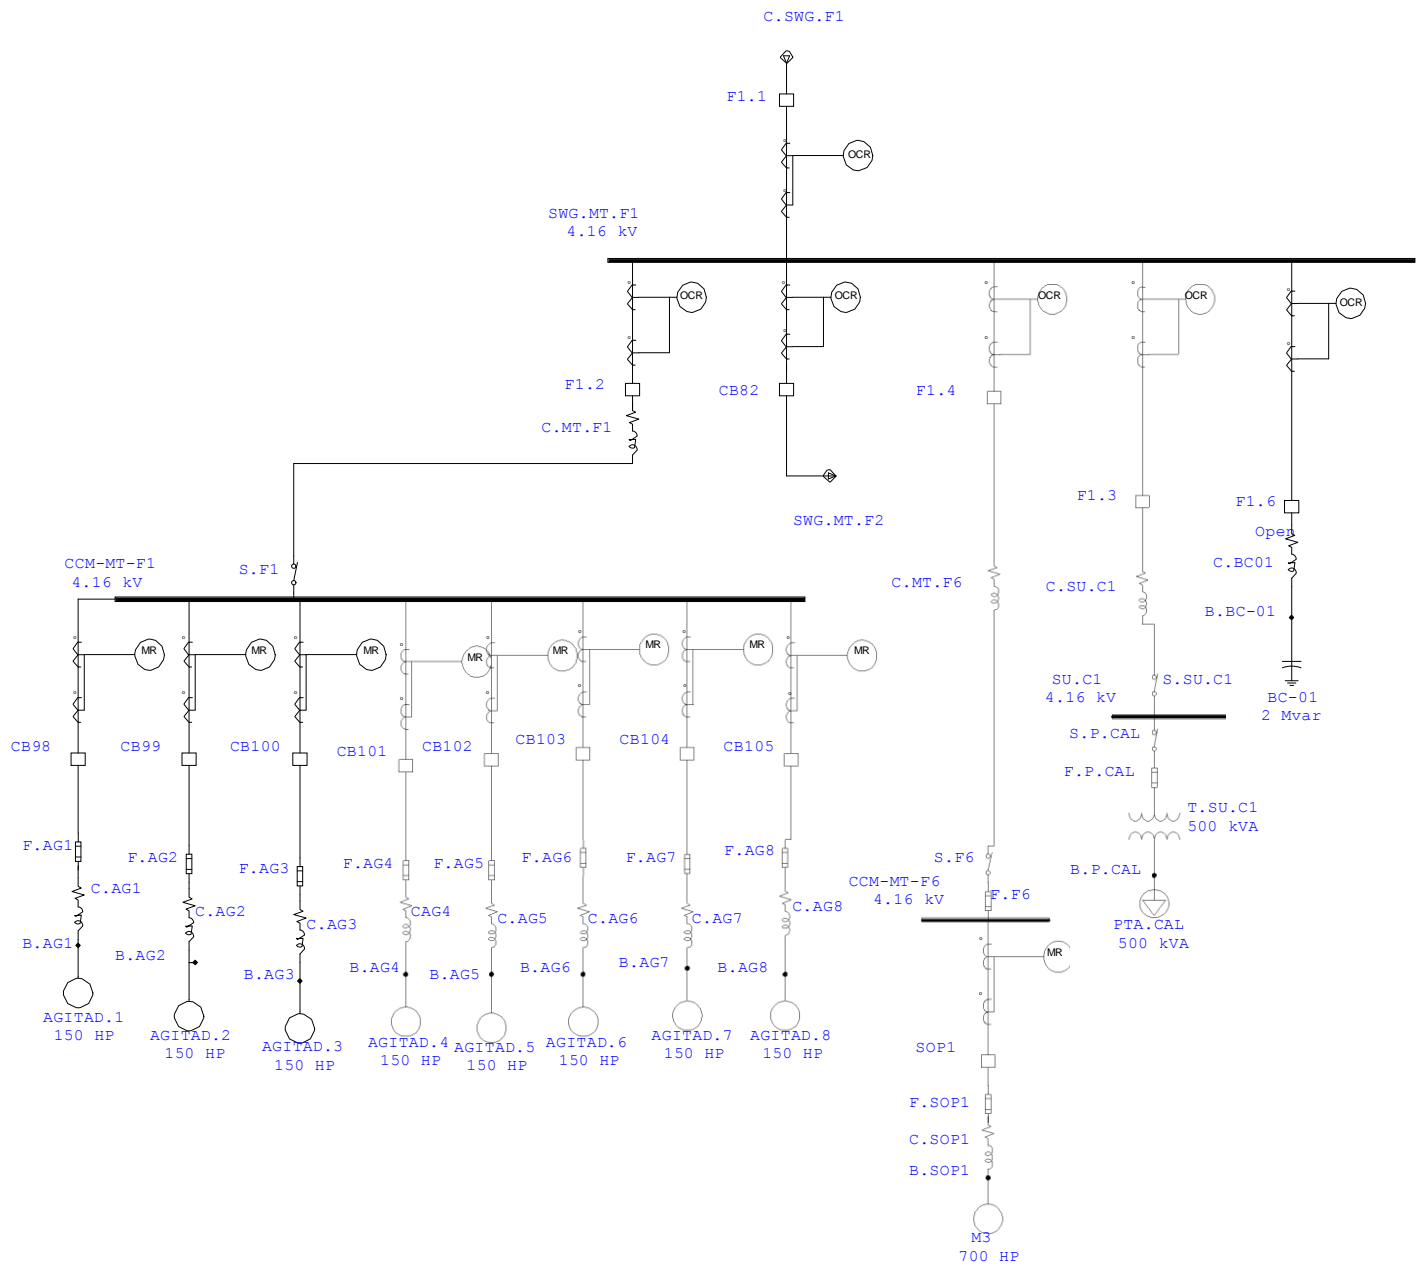 C.SWG.F1
F1.1
OCR
SWG.MT.F1
4.16 kV
OCR
OCR
OCR
OCR
OCR
F1.2
CB82
F1.4
C.MT.F1
F1.3
F1.6
SWG.MT.F2
Open
CCM-MT-F1
4.16 kV
S.F1
C.MT.F6
C.SU.C1
C.BC01
B.BC-01
MR
MR
MR
MR
MR
MR
MR
MR
SU.C1
4.16 kV
S.SU.C1
BC-01
2 Mvar
S.P.CAL
CB98
CB99
CB100
CB101
CB102
CB103
CB104
CB105
F.P.CAL
T.SU.C1
500 kVA
F.AG1
F.AG2
F.AG3
F.AG4
F.AG5
F.AG6
F.AG7
F.AG8
S.F6
B.P.CAL
CCM-MT-F6
4.16 kV
F.F6
C.AG1
C.AG2
C.AG3
CAG4
C.AG5
C.AG6
C.AG7
C.AG8
PTA.CAL
500 kVA
B.AG1
B.AG2
B.AG3
B.AG4
B.AG5
B.AG6
B.AG7
B.AG8
MR
AGITAD.1
150 HP
AGITAD.2
150 HP
AGITAD.3
150 HP
AGITAD.4
150 HP
AGITAD.5
150 HP
AGITAD.6
150 HP
AGITAD.7
150 HP
AGITAD.8
150 HP
SOP1
F.SOP1
C.SOP1
B.SOP1
M3
700 HP